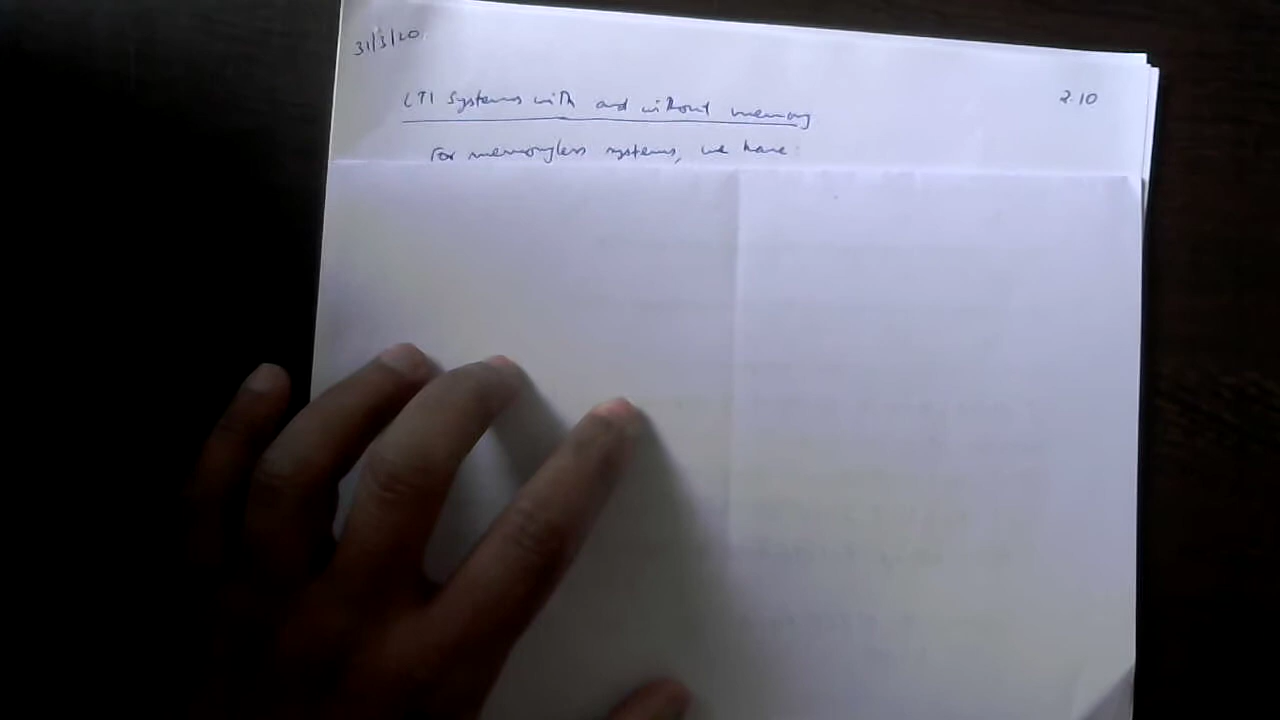 31/3/20
2.10
LTI systems with and without memory
For memoryless systems, we have: